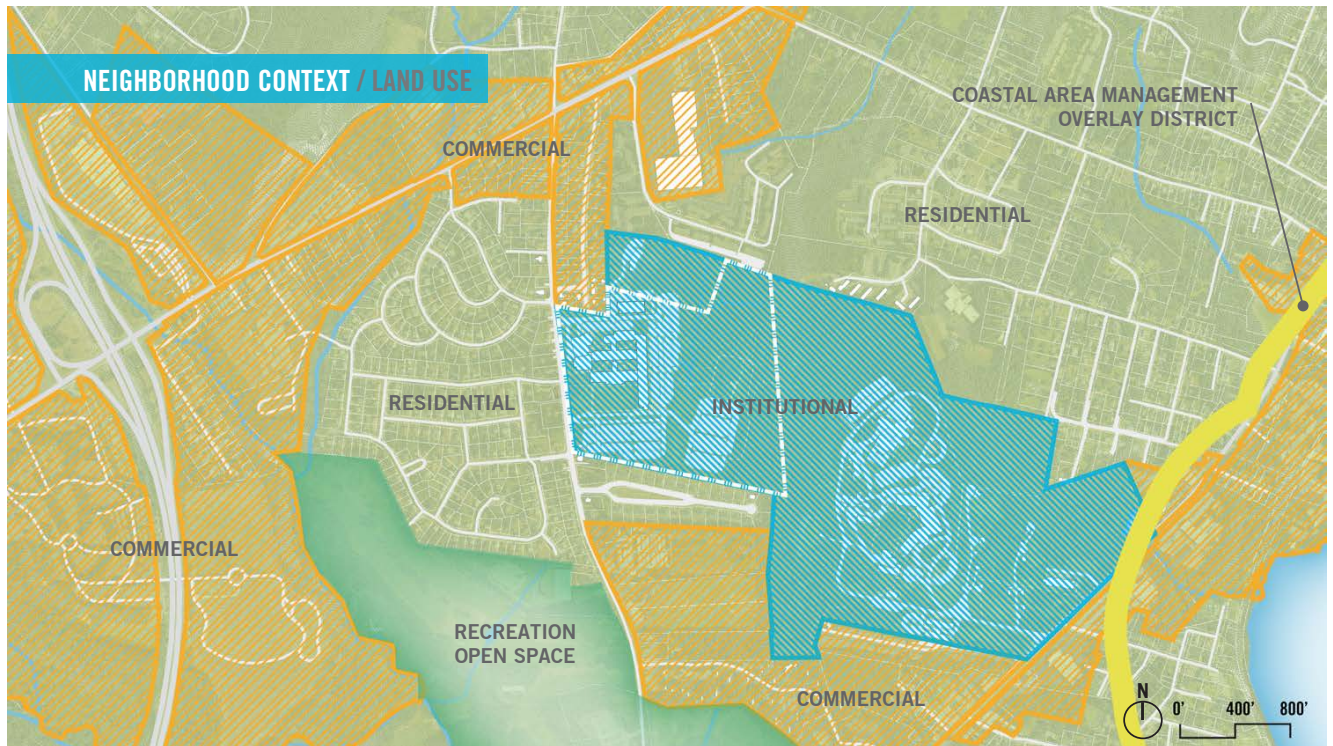 NEIGHBORHOOD CONTEXT / LAND USE
COASTAL AREA MANAGEMENT
OVERLAY DISTRICT
COMMERCIAL
RESIDENTIAL
RESIDENTIAL
INSTITUTIONAL
COMMERCIAL
RECREATION
OPEN SPACE
COMMERCIAL
N
0' 400' 800'